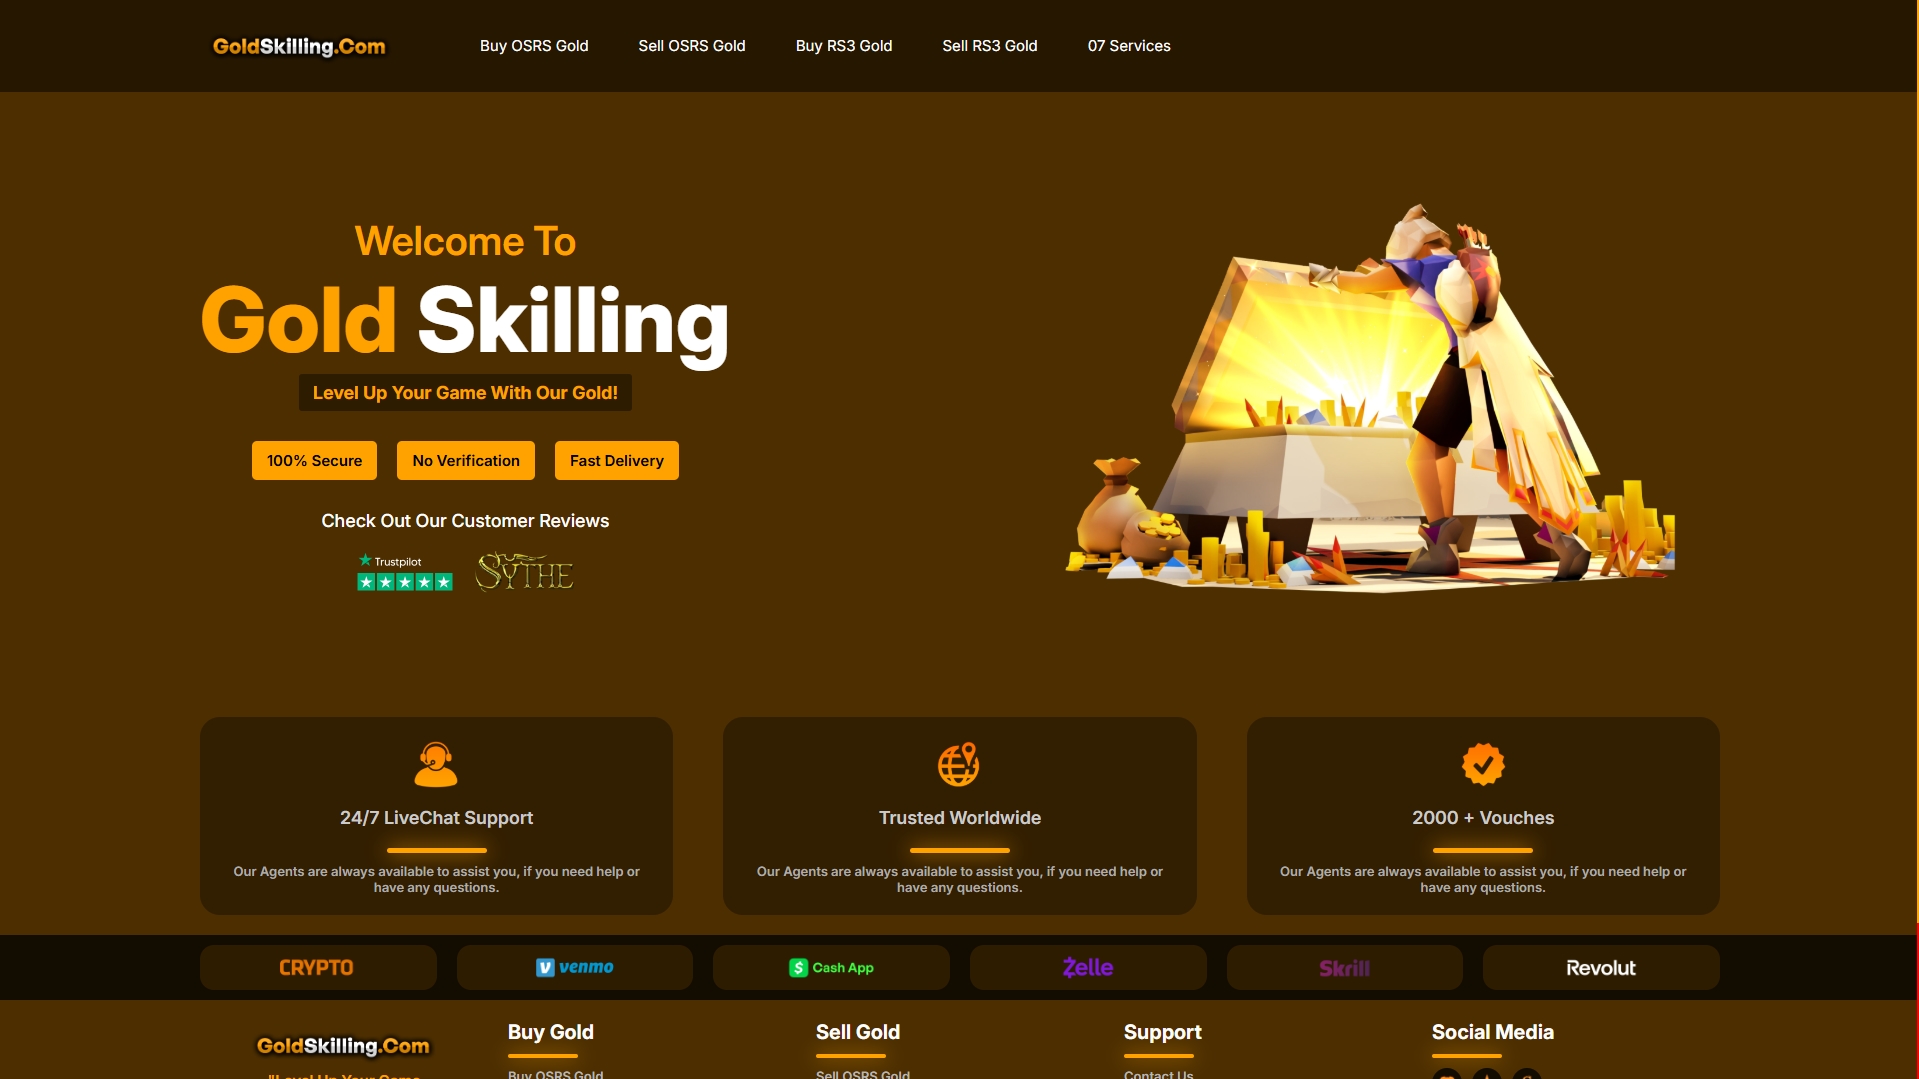 GoldSkilling.Com
Buy OSRS Gold
Sell OSRS Gold
Buy RS3 Gold
Sell RS3 Gold
07 Services
Welcome To
Gold Skilling
Level Up Your Game With Our Gold!
100% Secure
No Verification
Fast Delivery
Check Out Our Customer Reviews
Trustpilot
SYTHE
24/7 LiveChat Support
Our Agents are always available to assist you, if you need help or
have any questions.
Trusted Worldwide
Our Agents are always available to assist you, if you need help or
have any questions.
2000 + Vouches
Our Agents are always available to assist you, if you need help or
have any questions.
CRYPTO
venmo
Cash App
Zelle
Skrill
Revolut
GoldSkilling.Com
"Level Up Your Game
Buy Gold
Buy OSRS Gold
Sell Gold
Sell OSRS Gold
Support
Contact Us
Social Media